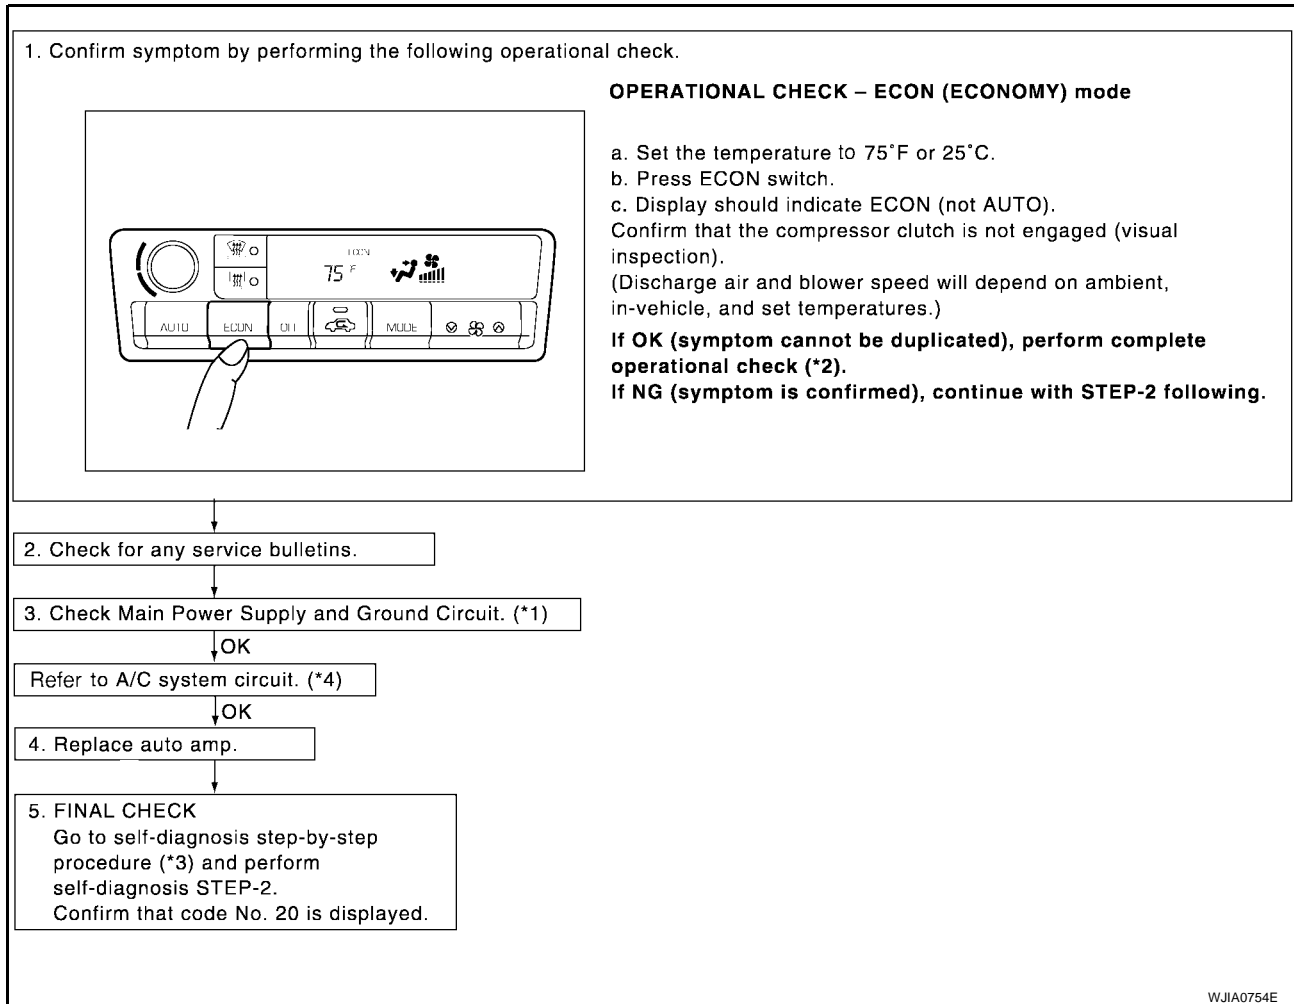 1. Confirm symptom by performing the following operational check.
OPERATIONAL CHECK – ECON (ECONOMY) mode
a. Set the temperature to 75°F or 25°C.
b. Press ECON switch.
c. Display should indicate ECON (not AUTO).
Confirm that the compressor clutch is not engaged (visual
inspection).
(Discharge air and blower speed will depend on ambient,
in-vehicle, and set temperatures.)
If OK (symptom cannot be duplicated), perform complete
operational check (*2).
If NG (symptom is confirmed), continue with STEP-2 following.
ECON
75 °F
AUTO ECON OFF MODE
2. Check for any service bulletins.
3. Check Main Power Supply and Ground Circuit. (*1)
OK
Refer to A/C system circuit. (*4)
OK
4. Replace auto amp.
5. FINAL CHECK
Go to self-diagnosis step-by-step
procedure (*3) and perform
self-diagnosis STEP-2.
Confirm that code No. 20 is displayed.
WJIA0754E